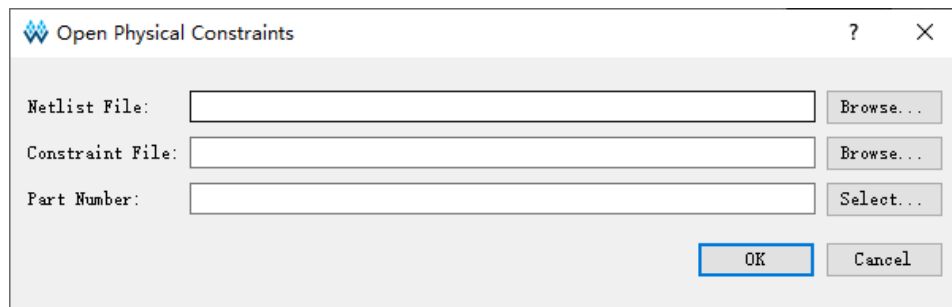 Open Physical Constraints ?
Netlist File: Browse...
Constraint File: Browse...
Part Number: Select...
OK Cancel